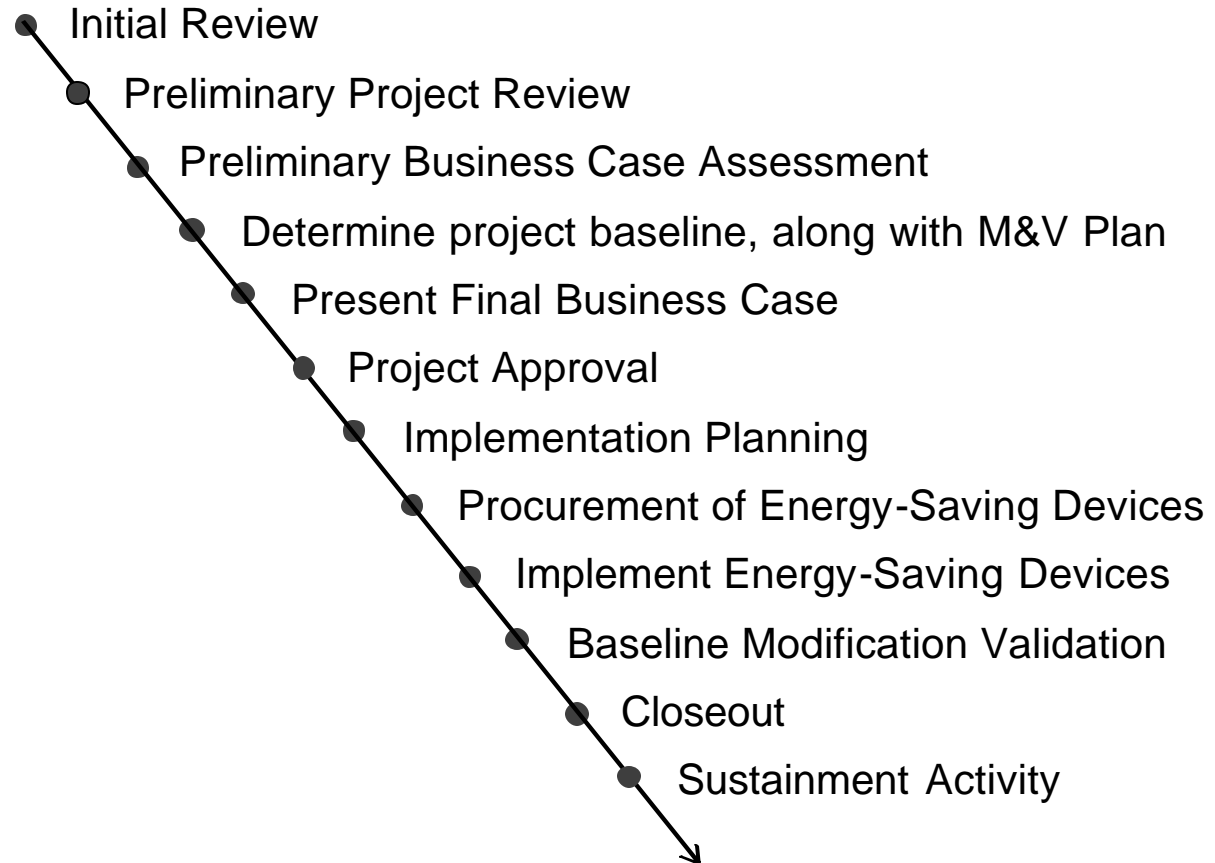 Initial Review
Preliminary Project Review
Preliminary Business Case Assessment
Determine project baseline, along with M&V Plan
Present Final Business Case
Project Approval
Implementation Planning
Procurement of Energy-Saving Devices
Implement Energy-Saving Devices
Baseline Modification Validation
Closeout
Sustainment Activity